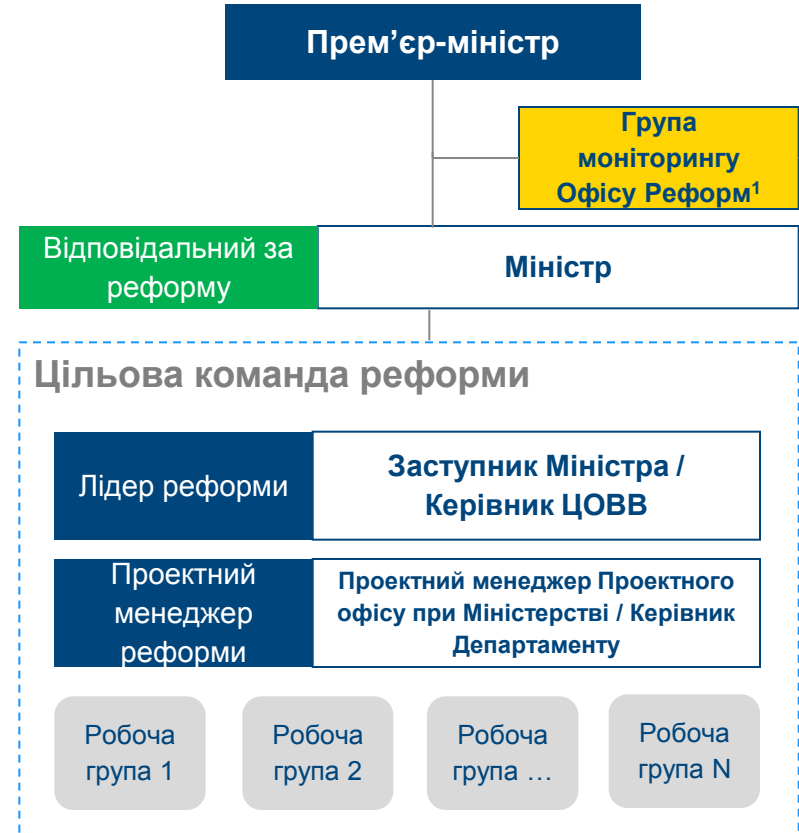 Прем’єр-міністр
Група
моніторингу
Офісу Реформ¹
Відповідальний за
реформу
Міністр
Цільова команда реформи
Лідер реформи
Заступник Міністра /
Керівник ЦОВВ
Проектний
менеджер
реформи
Проектний менеджер Проектного
офісу при Міністерстві / Керівник
Департаменту
Робоча
група 1
Робоча
група 2
Робоча
група …
Робоча
група N